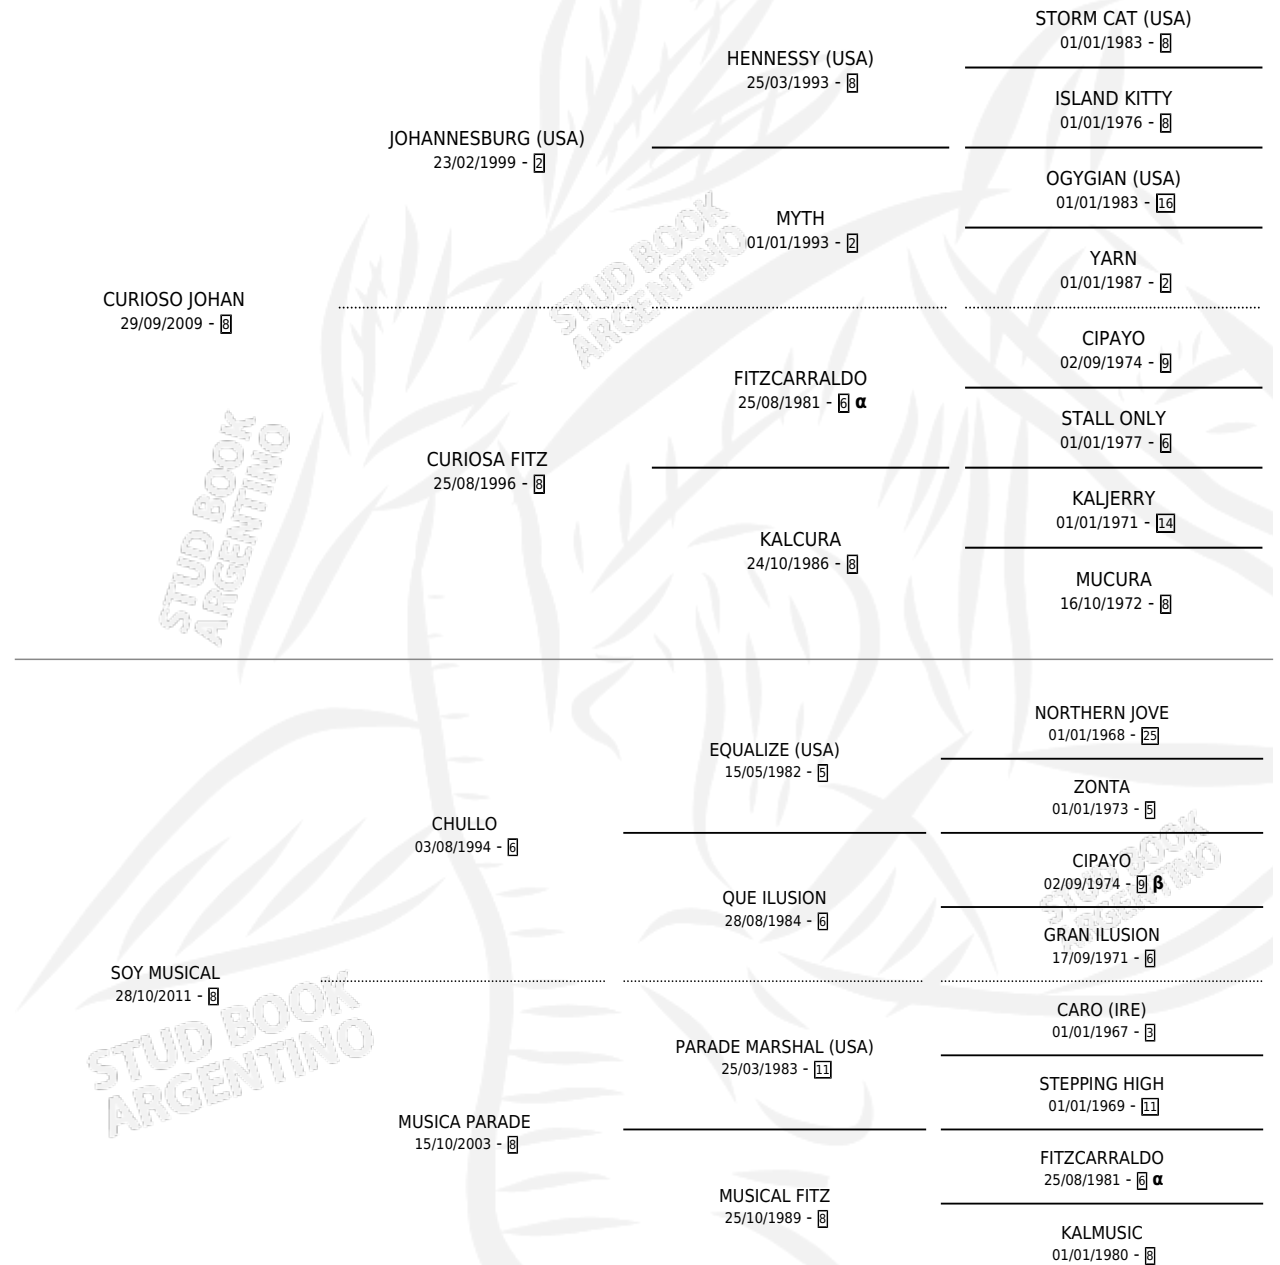 STORM CAT (USA)
01/01/1983 - 8
HENNESSY (USA)
25/03/1993 - 8
ISLAND KITTY
01/01/1976 - 8
JOHANNESBURG (USA)
23/02/1999 - 2
OGYGIAN (USA)
01/01/1983 - 16
MYTH
01/01/1993 - 2
YARN
01/01/1987 - 2
CURIOSO JOHAN
29/09/2009 - 8
CIPAYO
02/09/1974 - 9
FITZCARRALDO
25/08/1981 - 6 α
STALL ONLY
01/01/1977 - 6
CURIOSA FITZ
25/08/1996 - 8
KALJERRY
01/01/1971 - 14
KALCURA
24/10/1986 - 8
MUCURA
16/10/1972 - 8
NORTHERN JOVE
01/01/1968 - 25
EQUALIZE (USA)
15/05/1982 - 5
ZONTA
01/01/1973 - 5
CHULLO
03/08/1994 - 6
CIPAYO
02/09/1974 - 9 β
QUE ILUSION
28/08/1984 - 6
GRAN ILUSION
17/09/1971 - 6
SOY MUSICAL
28/10/2011 - 8
CARO (IRE)
01/01/1967 - 3
PARADE MARSHAL (USA)
25/03/1983 - 11
STEPPING HIGH
01/01/1969 - 11
MUSICA PARADE
15/10/2003 - 8
FITZCARRALDO
25/08/1981 - 6 α
MUSICAL FITZ
25/10/1989 - 8
KALMUSIC
01/01/1980 - 8
STUD BOOK
ARGENTINO
STUD BOOK
ARGENTINO
STUD BOOK
ARGENTINO
STUD BOOK
ARGENTINO